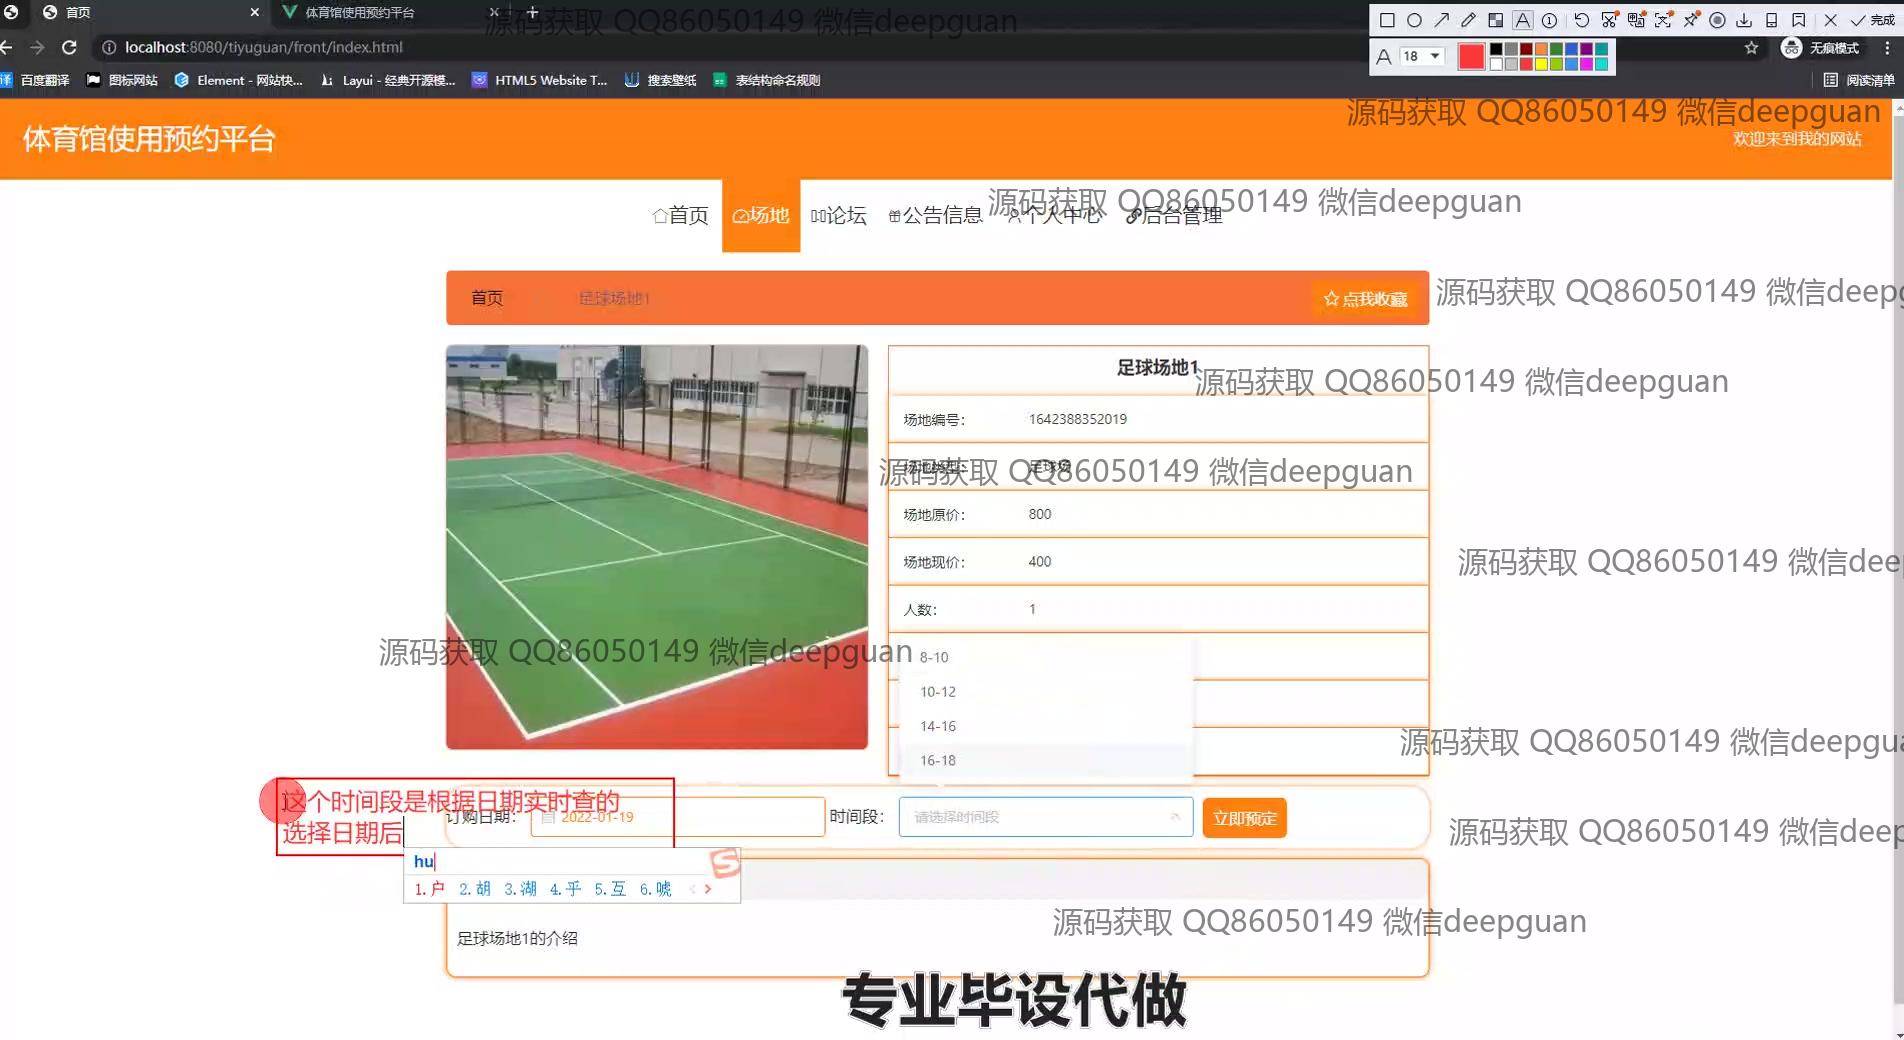 首页
体育馆使用预约平台
源码获取 QQ86050149 微信deepguan
完成
localhost:8080/tiyuguan/front/index.html
A 18
无痕模式
译 百度翻译 图标网站 Element - 网站快... Layui - 经典开源模... HTML5 Website T... 搜索壁纸 表结构命名规则
阅读清单
源码获取 QQ86050149 微信deepguan
体育馆使用预约平台
欢迎来到我的网站
源码获取 QQ86050149 微信deepguan
首页 场地 论坛 公告信息 个人中心 后台管理
首页 足球场地1 点我收藏
源码获取 QQ86050149 微信deepg
足球场地1
源码获取 QQ86050149 微信deepguan
场地编号： 1642388352019
场地类型： 足球场
源码获取 QQ86050149 微信deepguan
场地原价： 800
场地现价： 400
源码获取 QQ86050149 微信dee
人数： 1
源码获取 QQ86050149 微信deepguan
8-10
10-12
14-16
源码获取 QQ86050149 微信deepgua
16-18
这个时间段是根据日期实时查的
选择日期后
订购日期： 2022-01-19 时间段： 请选择时间段 立即预定
源码获取 QQ86050149 微信deep
hu
1.户 2.胡 3.湖 4.乎 5.互 6.唬
源码获取 QQ86050149 微信deepguan
足球场地1的介绍
专业毕设代做